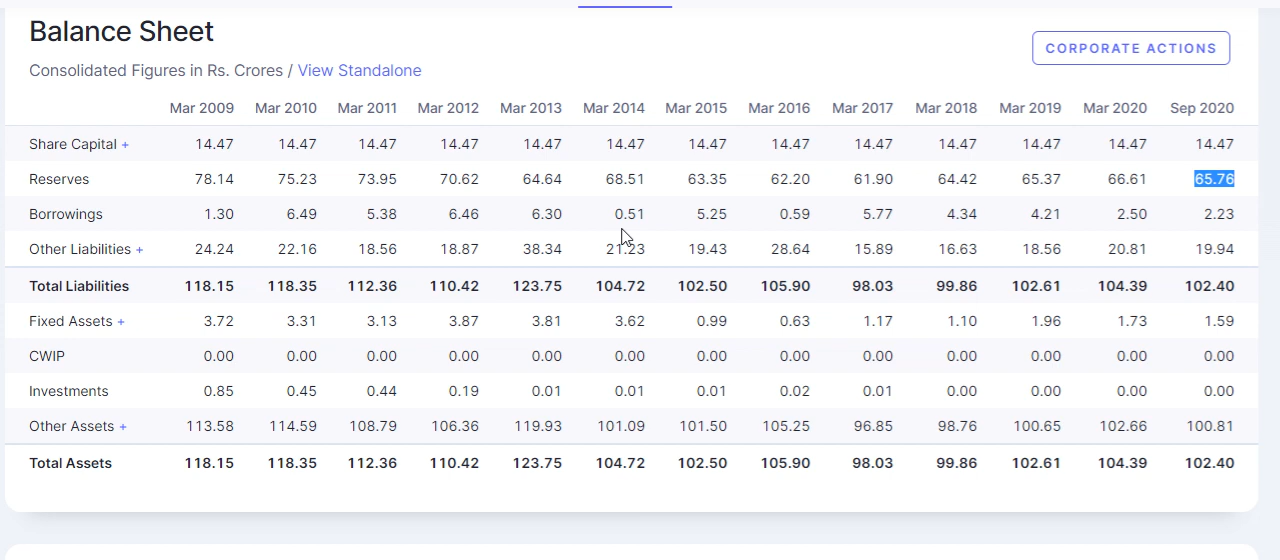 Balance Sheet
CORPORATE ACTIONS
Consolidated Figures in Rs. Crores / View Standalone
Mar 2009 Mar 2010 Mar 2011 Mar 2012 Mar 2013 Mar 2014 Mar 2015 Mar 2016 Mar 2017 Mar 2018 Mar 2019 Mar 2020 Sep 2020
Share Capital + 14.47 14.47 14.47 14.47 14.47 14.47 14.47 14.47 14.47 14.47 14.47 14.47 14.47
Reserves 78.14 75.23 73.95 70.62 64.64 68.51 63.35 62.20 61.90 64.42 65.37 66.61 65.76
Borrowings 1.30 6.49 5.38 6.46 6.30 0.51 5.25 0.59 5.77 4.34 4.21 2.50 2.23
Other Liabilities + 24.24 22.16 18.56 18.87 38.34 21.23 19.43 28.64 15.89 16.63 18.56 20.81 19.94
Total Liabilities 118.15 118.35 112.36 110.42 123.75 104.72 102.50 105.90 98.03 99.86 102.61 104.39 102.40
Fixed Assets + 3.72 3.31 3.13 3.87 3.81 3.62 0.99 0.63 1.17 1.10 1.96 1.73 1.59
CWIP 0.00 0.00 0.00 0.00 0.00 0.00 0.00 0.00 0.00 0.00 0.00 0.00 0.00
Investments 0.85 0.45 0.44 0.19 0.01 0.01 0.01 0.02 0.01 0.00 0.00 0.00 0.00
Other Assets + 113.58 114.59 108.79 106.36 119.93 101.09 101.50 105.25 96.85 98.76 100.65 102.66 100.81
Total Assets 118.15 118.35 112.36 110.42 123.75 104.72 102.50 105.90 98.03 99.86 102.61 104.39 102.40